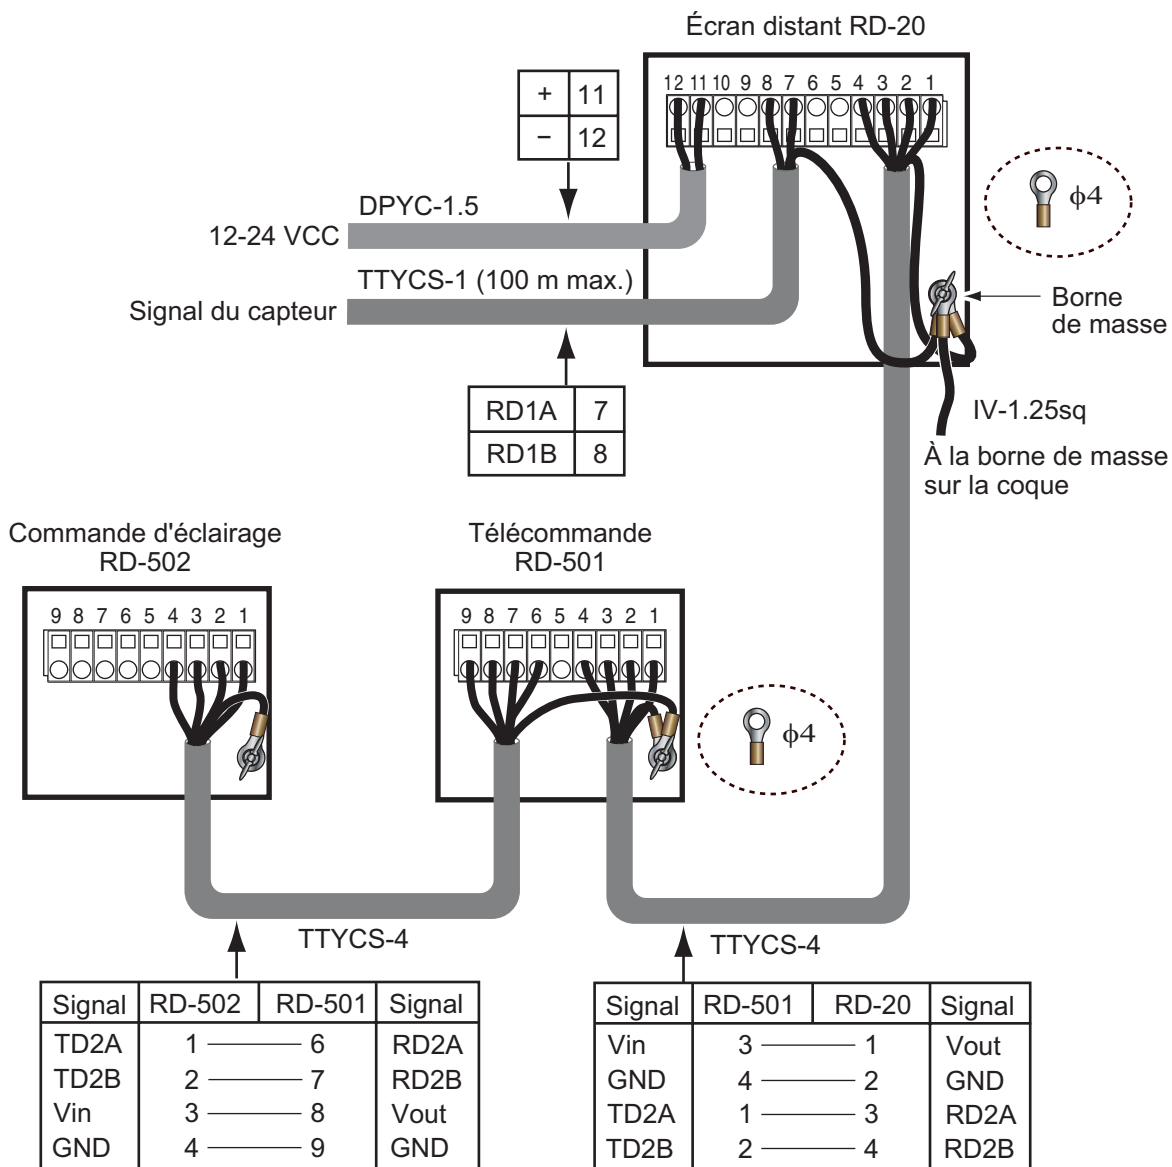 Écran distant RD-20
12 11 10 9 8 7 6 5 4 3 2 1
+ 11
− 12
ϕ4
DPYC-1.5
12-24 VCC
TTYCS-1 (100 m max.)
Signal du capteur
Borne
de masse
RD1A 7
RD1B 8
IV-1.25sq
À la borne de masse
sur la coque
Commande d'éclairage
RD-502
9 8 7 6 5 4 3 2 1
Télécommande
RD-501
9 8 7 6 5 4 3 2 1
ϕ4
TTYCS-4
TTYCS-4
Signal RD-502 RD-501 Signal
TD2A 1 6 RD2A
TD2B 2 7 RD2B
Vin 3 8 Vout
GND 4 9 GND
Signal RD-501 RD-20 Signal
Vin 3 1 Vout
GND 4 2 GND
TD2A 1 3 RD2A
TD2B 2 4 RD2B